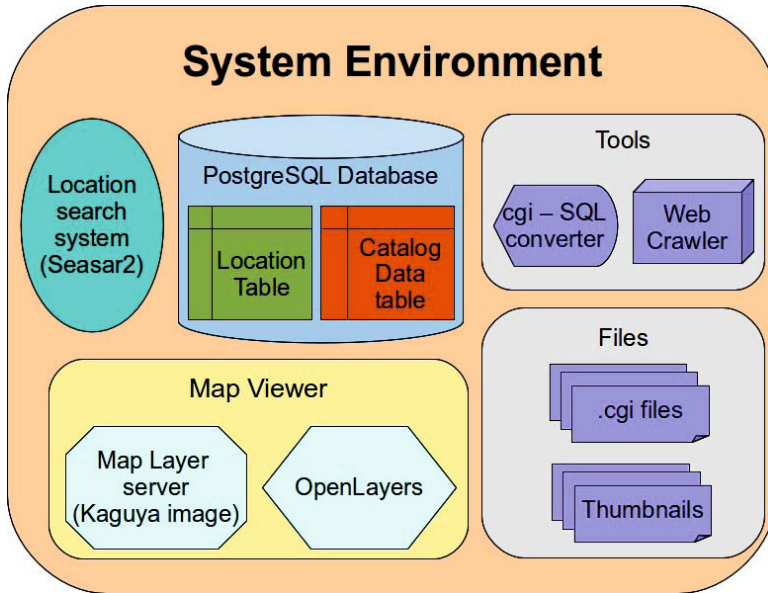 System Environment
Location
search
system
(Seasar2)
PostgreSQL Database
Location
Table
Catalog
Data
table
Tools
cgi – SQL
converter
Web
Crawler
Map Viewer
Map Layer
server
(Kaguya image)
OpenLayers
Files
.cgi files
Thumbnails